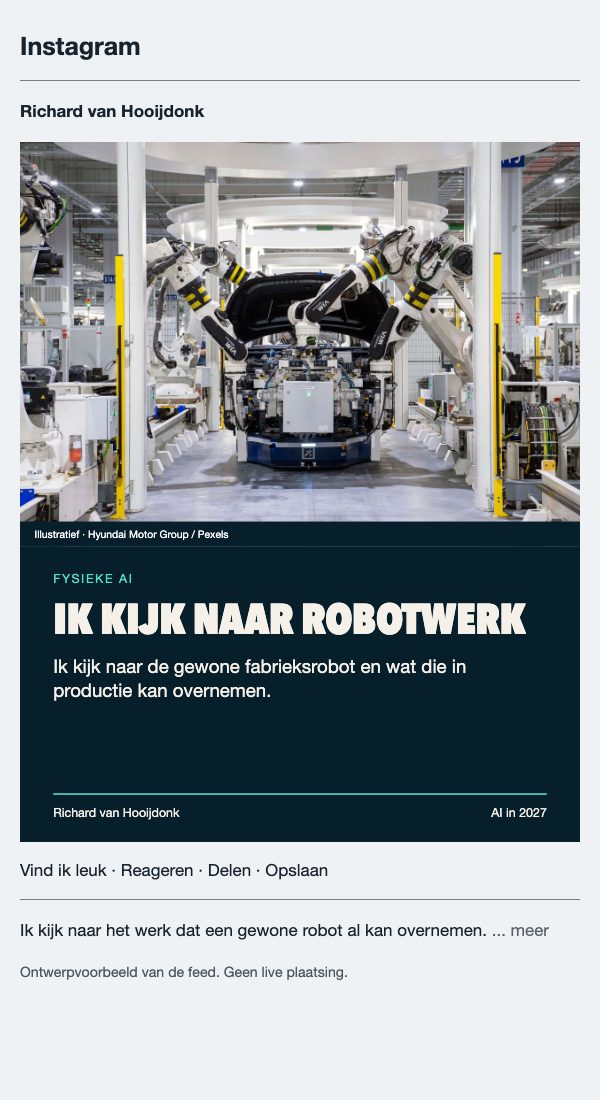 Instagram
Richard van Hooijdonk
Illustratief · Hyundai Motor Group / Pexels
FYSIEKE AI
IK KIJK NAAR ROBOTWERK
Ik kijk naar de gewone fabrieksrobot en wat die in
productie kan overnemen.
Richard van Hooijdonk
AI in 2027
Vind ik leuk · Reageren · Delen · Opslaan
Ik kijk naar het werk dat een gewone robot al kan overnemen. ... meer
Ontwerpvoorbeeld van de feed. Geen live plaatsing.